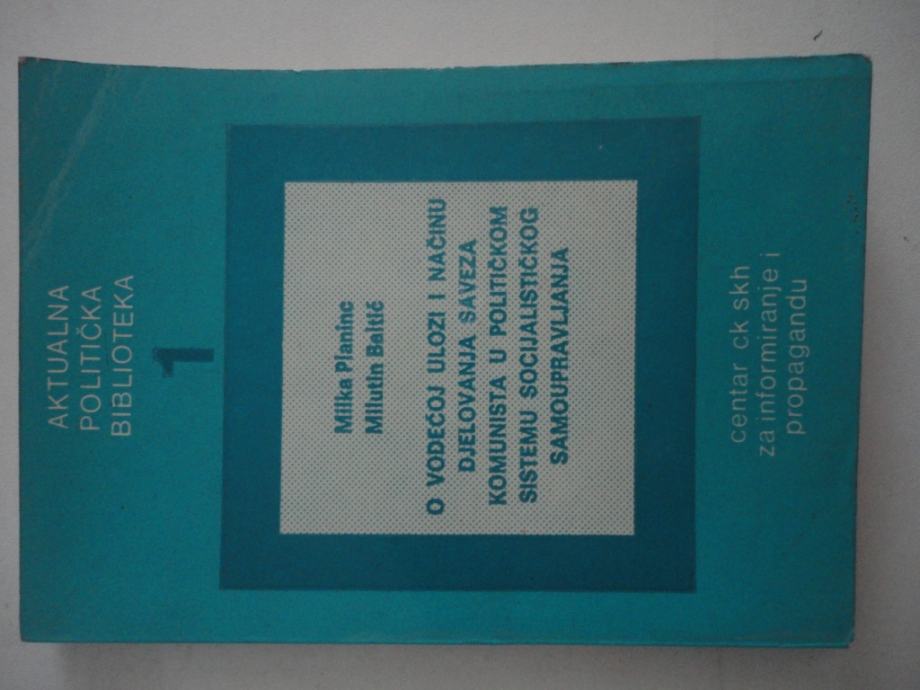 AKTUALNA
POLITIČKA
BIBLIOTEKA
1
Milka Planinc
Milutin Baltić
O VODEĆOJ ULOZI I NAČINU
DJELOVANJA SAVEZA
KOMUNISTA U POLITIČKOM
SISTEMU SOCIJALISTIČKOG
SAMOUPRAVLJANJA
centar ck skh
za informiranje i
propagandu